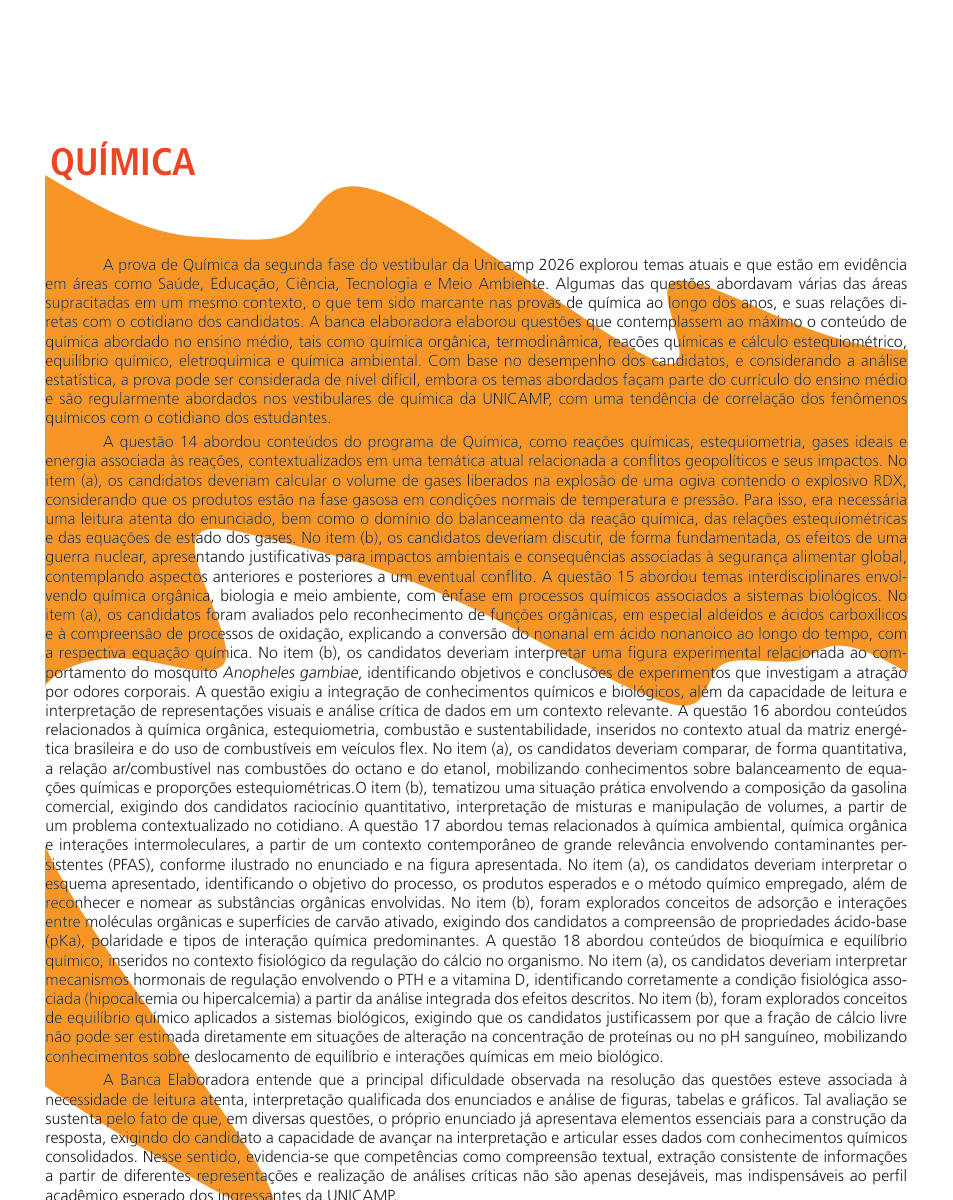 QUÍMICA
A prova de Química da segunda fase do vestibular da Unicamp 2026 explorou temas atuais e que estão em evidência
em áreas como Saúde, Educação, Ciência, Tecnologia e Meio Ambiente. Algumas das questões abordavam várias das áreas
supracitadas em um mesmo contexto, o que tem sido marcante nas provas de química ao longo dos anos, e suas relações di-
retas com o cotidiano dos candidatos. A banca elaboradora elaborou questões que contemplassem ao máximo o conteúdo de
química abordado no ensino médio, tais como química orgânica, termodinâmica, reações químicas e cálculo estequiométrico,
equilíbrio químico, eletroquímica e química ambiental. Com base no desempenho dos candidatos, e considerando a análise
estatística, a prova pode ser considerada de nível difícil, embora os temas abordados façam parte do currículo do ensino médio
e são regularmente abordados nos vestibulares de química da UNICAMP, com uma tendência de correlação dos fenômenos
químicos com o cotidiano dos estudantes.
A questão 14 abordou conteúdos do programa de Química, como reações químicas, estequiometria, gases ideais e
energia associada às reações, contextualizados em uma temática atual relacionada a conflitos geopolíticos e seus impactos. No
item (a), os candidatos deveriam calcular o volume de gases liberados na explosão de uma ogiva contendo o explosivo RDX,
considerando que os produtos estão na fase gasosa em condições normais de temperatura e pressão. Para isso, era necessária
uma leitura atenta do enunciado, bem como o domínio do balanceamento da reação química, das relações estequiométricas
e das equações de estado dos gases. No item (b), os candidatos deveriam discutir, de forma fundamentada, os efeitos de uma
guerra nuclear, apresentando justificativas para impactos ambientais e consequências associadas à segurança alimentar global,
contemplando aspectos anteriores e posteriores a um eventual conflito. A questão 15 abordou temas interdisciplinares envol-
vendo química orgânica, biologia e meio ambiente, com ênfase em processos químicos associados a sistemas biológicos. No
item (a), os candidatos foram avaliados pelo reconhecimento de funções orgânicas, em especial aldeídos e ácidos carboxílicos
e à compreensão de processos de oxidação, explicando a conversão do nonanal em ácido nonanoico ao longo do tempo, com
a respectiva equação química. No item (b), os candidatos deveriam interpretar uma figura experimental relacionada ao com-
portamento do mosquito Anopheles gambiae, identificando objetivos e conclusões de experimentos que investigam a atração
por odores corporais. A questão exigiu a integração de conhecimentos químicos e biológicos, além da capacidade de leitura e
interpretação de representações visuais e análise crítica de dados em um contexto relevante. A questão 16 abordou conteúdos
relacionados à química orgânica, estequiometria, combustão e sustentabilidade, inseridos no contexto atual da matriz energé-
tica brasileira e do uso de combustíveis em veículos flex. No item (a), os candidatos deveriam comparar, de forma quantitativa,
a relação ar/combustível nas combustões do octano e do etanol, mobilizando conhecimentos sobre balanceamento de equa-
ções químicas e proporções estequiométricas.O item (b), tematizou uma situação prática envolvendo a composição da gasolina
comercial, exigindo dos candidatos raciocínio quantitativo, interpretação de misturas e manipulação de volumes, a partir de
um problema contextualizado no cotidiano. A questão 17 abordou temas relacionados à química ambiental, química orgânica
e interações intermoleculares, a partir de um contexto contemporâneo de grande relevância envolvendo contaminantes per-
sistentes (PFAS), conforme ilustrado no enunciado e na figura apresentada. No item (a), os candidatos deveriam interpretar o
esquema apresentado, identificando o objetivo do processo, os produtos esperados e o método químico empregado, além de
reconhecer e nomear as substâncias orgânicas envolvidas. No item (b), foram explorados conceitos de adsorção e interações
entre moléculas orgânicas e superfícies de carvão ativado, exigindo dos candidatos a compreensão de propriedades ácido-base
(pKa), polaridade e tipos de interação química predominantes. A questão 18 abordou conteúdos de bioquímica e equilíbrio
químico, inseridos no contexto fisiológico da regulação do cálcio no organismo. No item (a), os candidatos deveriam interpretar
mecanismos hormonais de regulação envolvendo o PTH e a vitamina D, identificando corretamente a condição fisiológica asso-
ciada (hipocalcemia ou hipercalcemia) a partir da análise integrada dos efeitos descritos. No item (b), foram explorados conceitos
de equilíbrio químico aplicados a sistemas biológicos, exigindo que os candidatos justificassem por que a fração de cálcio livre
não pode ser estimada diretamente em situações de alteração na concentração de proteínas ou no pH sanguíneo, mobilizando
conhecimentos sobre deslocamento de equilíbrio e interações químicas em meio biológico.
A Banca Elaboradora entende que a principal dificuldade observada na resolução das questões esteve associada à
necessidade de leitura atenta, interpretação qualificada dos enunciados e análise de figuras, tabelas e gráficos. Tal avaliação se
sustenta pelo fato de que, em diversas questões, o próprio enunciado já apresentava elementos essenciais para a construção da
resposta, exigindo do candidato a capacidade de avançar na interpretação e articular esses dados com conhecimentos químicos
consolidados. Nesse sentido, evidencia-se que competências como compreensão textual, extração consistente de informações
a partir de diferentes representações e realização de análises críticas não são apenas desejáveis, mas indispensáveis ao perfil
acadêmico esperado dos ingressantes da UNICAMP.